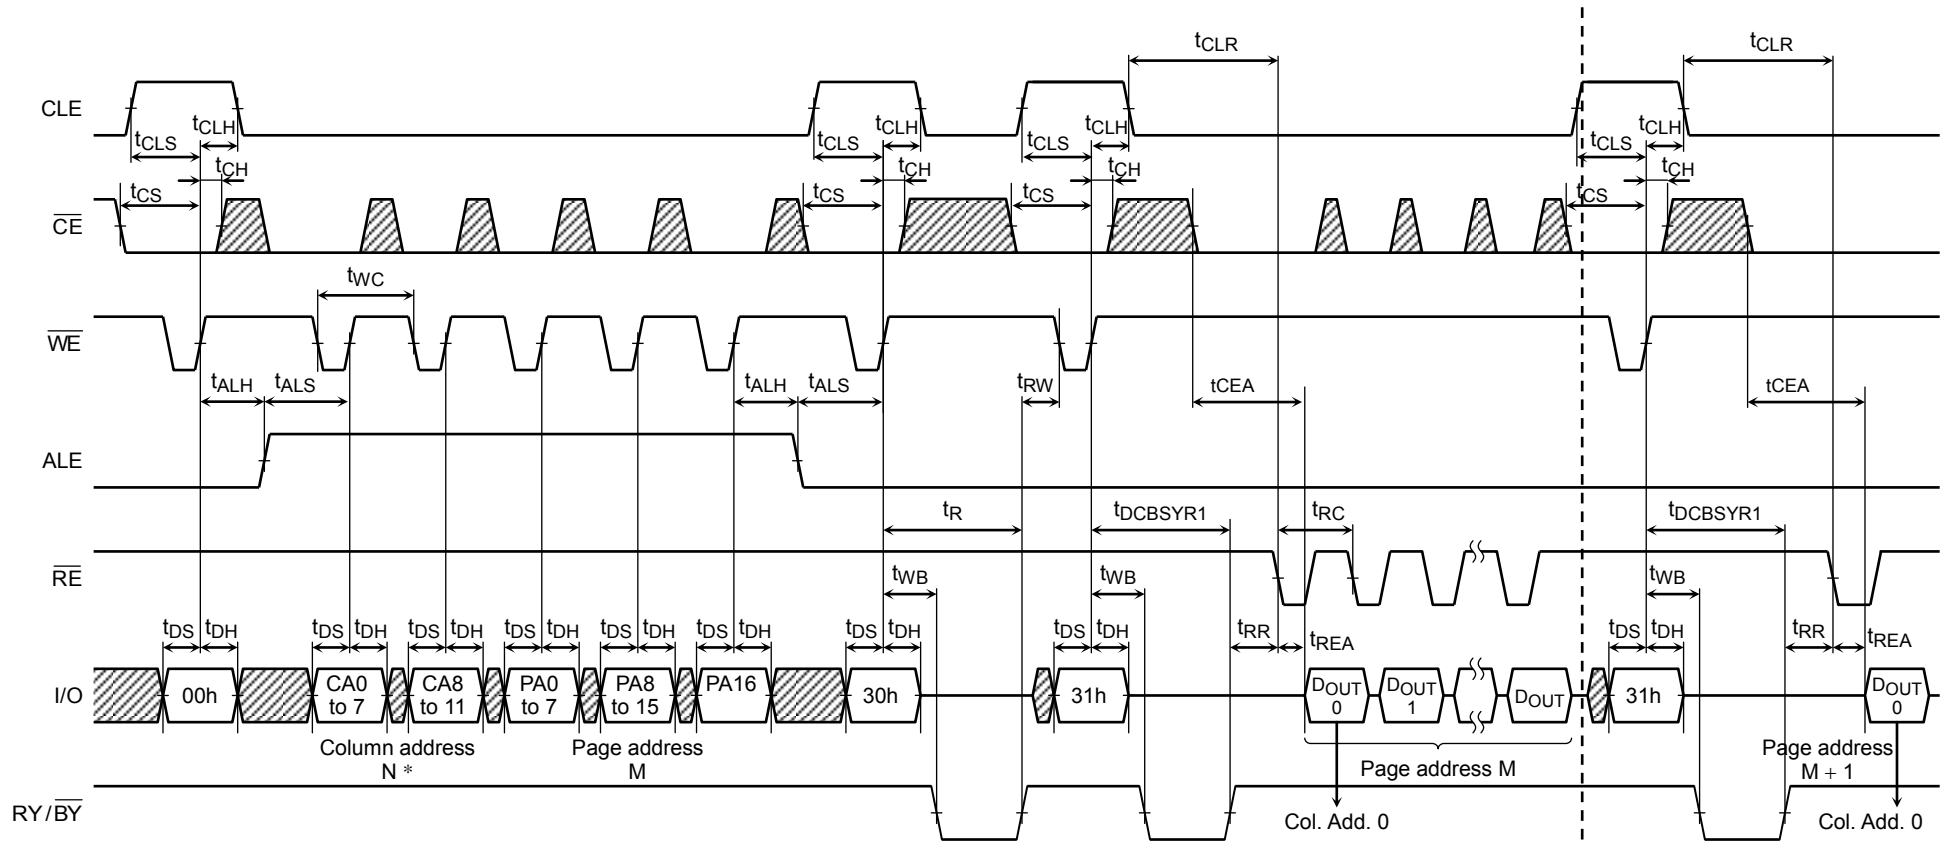 tCLR tCLR
CLE
tCLS tCLH tCLS tCLH tCLS tCLH tCLS tCLH
tCH tCH tCH tCH
tCS tCS tCS tCS
CE
tWC
WE
tALH tALS tALH tALS tRW tCEA tCEA
ALE
tR tDCBSYR1 tRC tDCBSYR1
RE
tWB tWB tWB
tDS tDH tDS tDH tDS tDH tDS tDH tDS tDH tDS tDH tDS tDH tDS tDH tRR tREA tDS tDH tRR tREA
I/O
00h
CA0
to 7
CA8
to 11
PA0
to 7
PA8
to 15
PA16
30h
31h
DOUT
0
DOUT
1
DOUT
31h
DOUT
0
Column address
N *
Page address
M
Page address M
Page address
M + 1
RY/BY
Col. Add. 0
Col. Add. 0